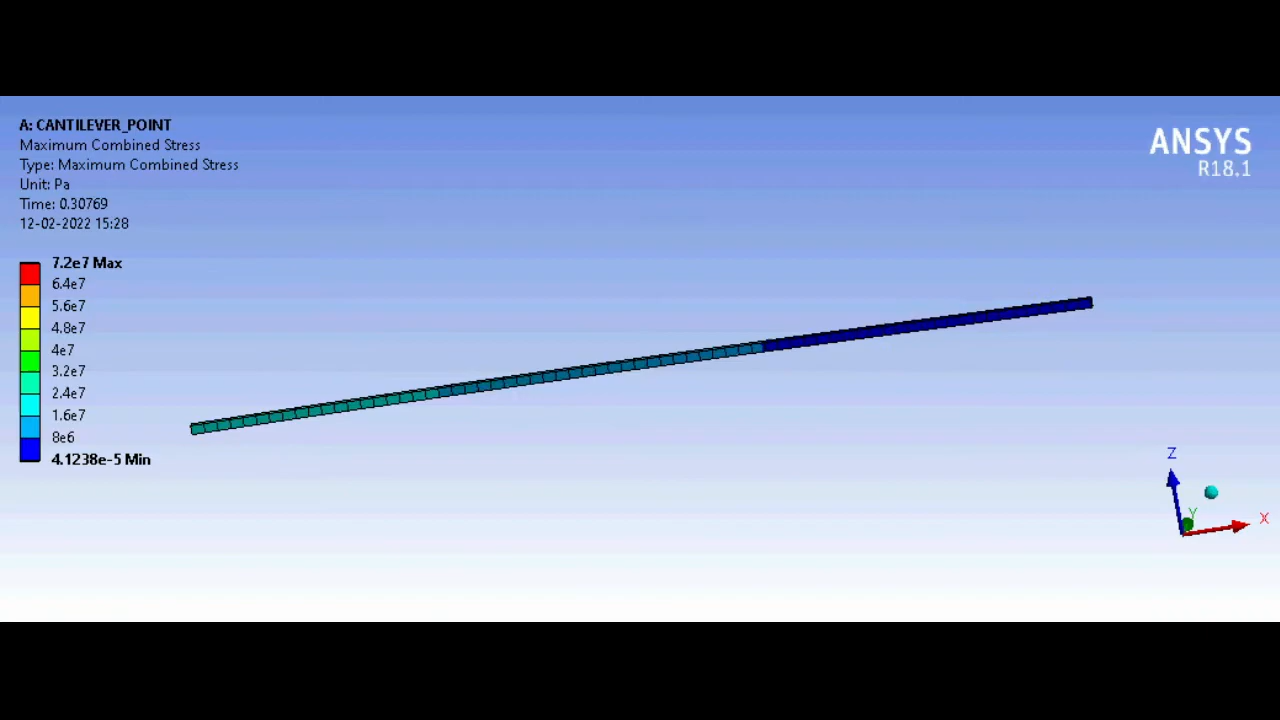 A: CANTILEVER_POINT
Maximum Combined Stress
Type: Maximum Combined Stress
Unit: Pa
Time: 0.30769
12-02-2022 15:28
ANSYS
R18.1
7.2e7 Max
6.4e7
5.6e7
4.8e7
4e7
3.2e7
2.4e7
1.6e7
8e6
4.1238e-5 Min
Z
Y
X